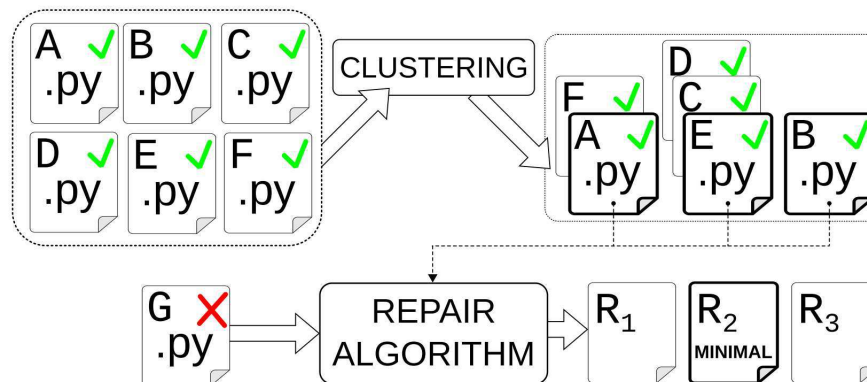 A
.py
B
.py
C
.py
D
.py
E
.py
F
.py
CLUSTERING
D
C
F
A
.py
E
.py
B
.py
G
.py
REPAIR
ALGORITHM
R1
R2
MINIMAL
R3